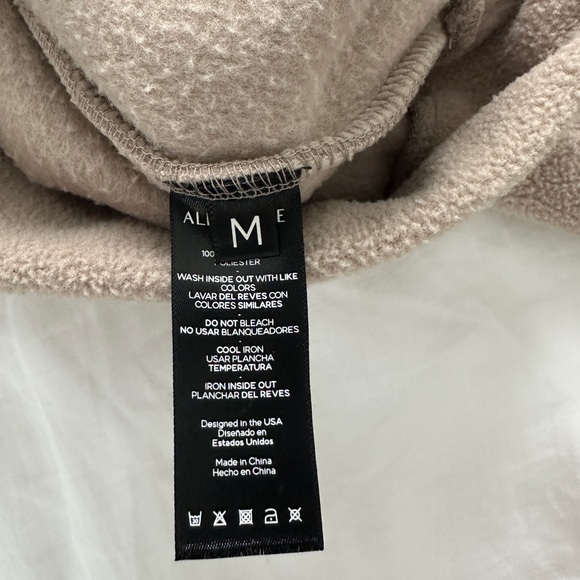 M
WASH INSIDE OUT WITH LIKE
COLORS
LAVAR DEL REVES CON
COLORES SIMILARES
DO NOT BLEACH
NO USAR BLANQUEADORES
COOL IRON
USAR PLANCHA
TEMPERATURA
IRON INSIDE OUT
PLANCHAR DEL REVES
Designed in the USA
Diseñado en
Estados Unidos
Made in China
Hecho en China